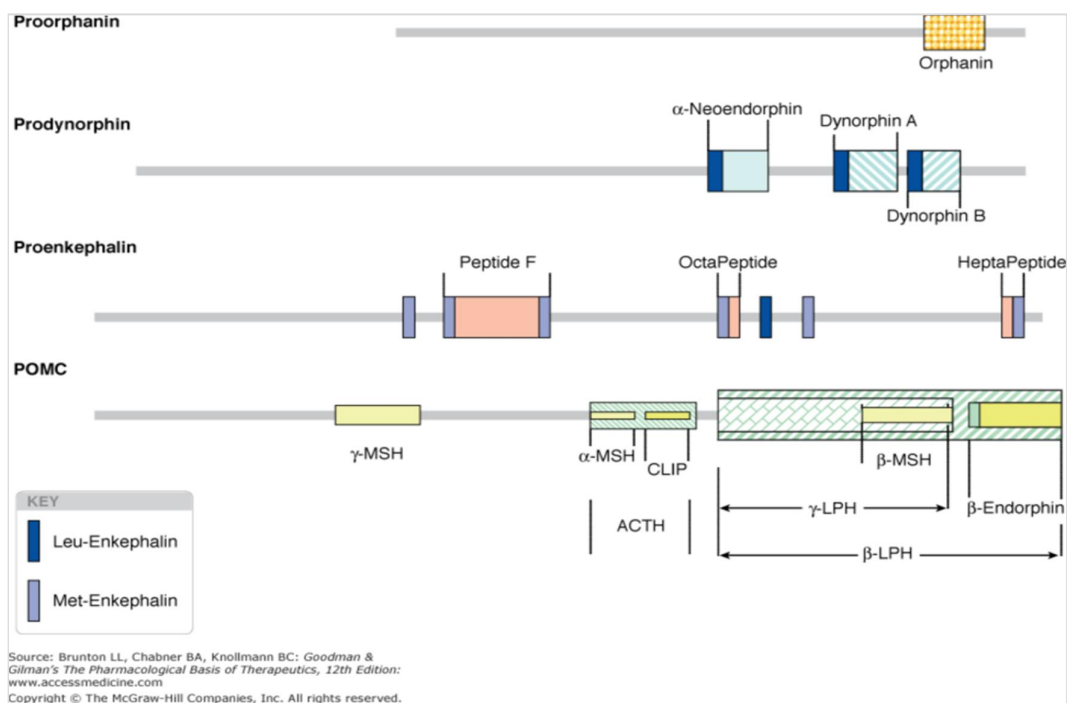 Proorphanin
Orphanin
Prodynorphin
α-Neoendorphin
Dynorphin A
Dynorphin B
Proenkephalin
Peptide F
OctaPeptide
HeptaPeptide
POMC
γ-MSH
α-MSH
CLIP
β-MSH
ACTH
γ-LPH
β-Endorphin
β-LPH
KEY
Leu-Enkephalin
Met-Enkephalin
Source: Brunton LL, Chabner BA, Knollmann BC: Goodman &
Gilman's The Pharmacological Basis of Therapeutics, 12th Edition:
www.accessmedicine.com
Copyright © The McGraw-Hill Companies, Inc. All rights reserved.